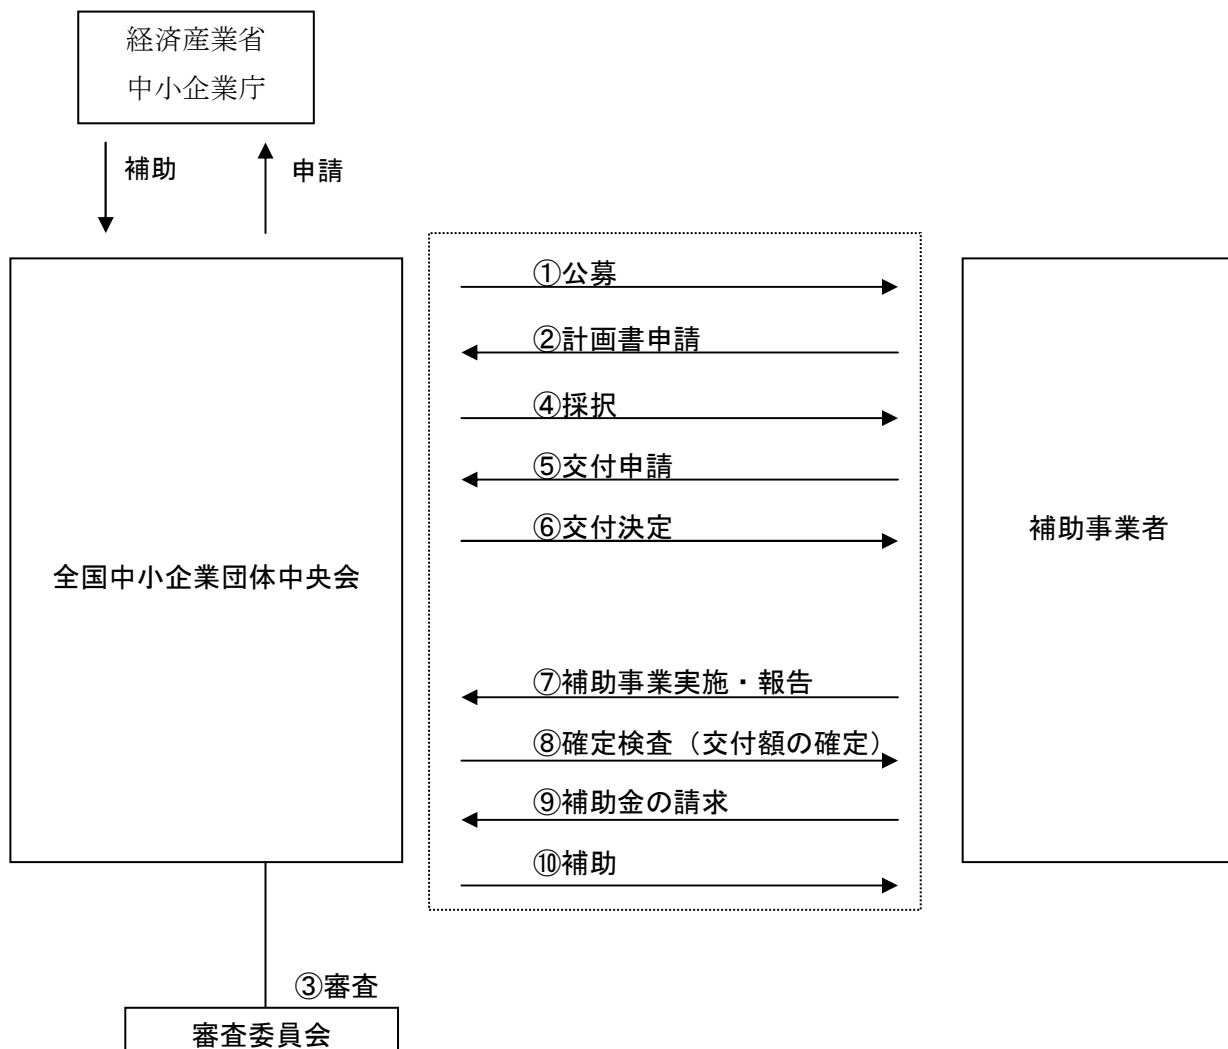 経済産業省
中小企業庁
補助
申請
①公募
②計画書申請
④採択
⑤交付申請
⑥交付決定
補助事業者
全国中小企業団体中央会
⑦補助事業実施・報告
⑧確定検査（交付額の確定）
⑨補助金の請求
⑩補助
③審査
審査委員会